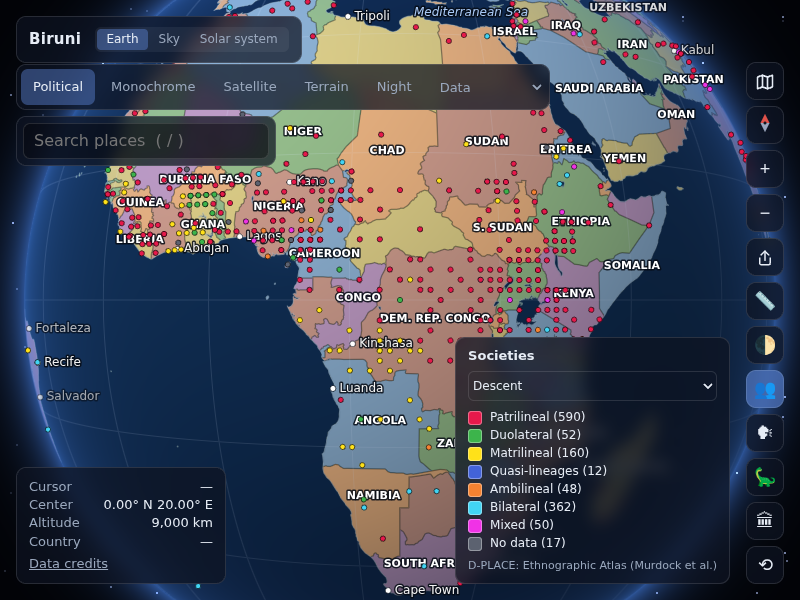 Tripoli
Mediterranean Sea
UZBEKISTAN
Biruni
Earth
Sky
Solar system
ISRAEL
IRAQ
IRAN
Kabul
PAKISTAN
Political
Monochrome
Satellite
Terrain
Night
Data
SAUDI ARABIA
OMAN
Search places ( / )
NIGER
CHAD
SUDAN
ERITREA
YEMEN
BURKINA FASO
Kano
GUINEA
NIGERIA
GHANA
Lagos
LIBERIA
Abidjan
CAMEROON
S. SUDAN
ETHIOPIA
SOMALIA
CONGO
KENYA
DEM. REP. CONGO
Fortaleza
Kinshasa
Recife
Luanda
Salvador
ANGOLA
ZA
NAMIBIA
SOUTH AFR
Cape Town
Societies
Descent
Patrilineal (590)
Duolateral (52)
Matrilineal (160)
Quasi-lineages (12)
Ambilineal (48)
Bilateral (362)
Mixed (50)
No data (17)
D-PLACE: Ethnographic Atlas (Murdock et al.)
Cursor —
Center 0.00° N 20.00° E
Altitude 9,000 km
Country —
Data credits